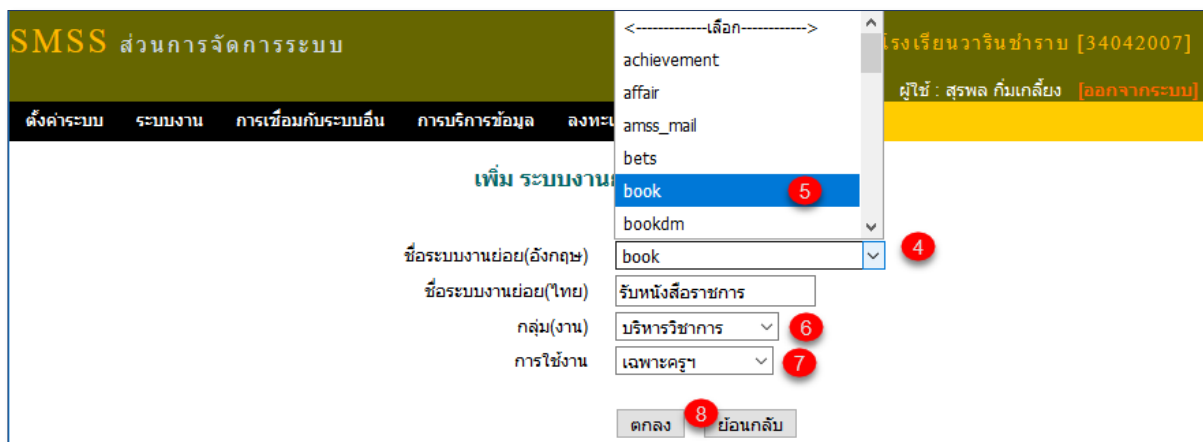 <-------------เลือก------------>
SMSS ส่วนการจัดการระบบ
โรงเรียนวารินชำราบ [34042007]
achievement
affair
ผู้ใช้ : สุรพล กิ่มเกลี้ยง [ออกจากระบบ]
ตั้งค่าระบบ ระบบงาน การเชื่อมกับระบบอื่น การบริการข้อมูล ลงทะเ
amss_mail
bets
เพิ่ม ระบบงาน
book 5
bookdm
ชื่อระบบงานย่อย(อังกฤษ) book 4
ชื่อระบบงานย่อย(ไทย) รับหนังสือราชการ
กลุ่ม(งาน) บริหารวิชาการ 6
การใช้งาน เฉพาะครูฯ 7
ตกลง 8 ย้อนกลับ